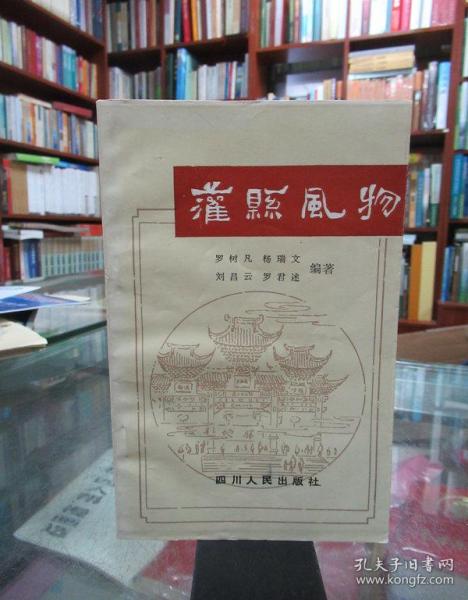 灌縣風物
罗树凡 杨瑞文
刘昌云 罗君述
编著
四川人民出版社
孔夫子旧书网
www.kongfz.com